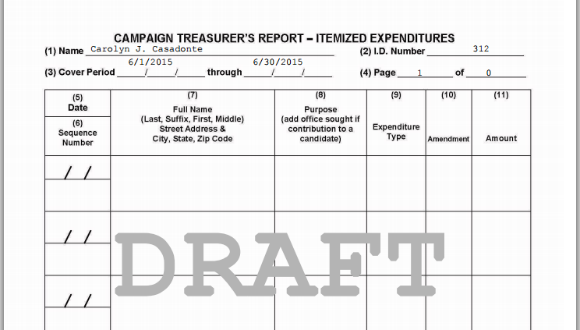 CAMPAIGN TREASURER'S REPORT – ITEMIZED EXPENDITURES
(1) Name Carolyn J. Casadonte (2) I.D. Number 312
(3) Cover Period 6/1/2015 / / through 6/30/2015 / / (4) Page 1 of 0
(5)
Date
(6)
Sequence
Number
(7)
Full Name
(Last, Suffix, First, Middle)
Street Address &
City, State, Zip Code
(8)
Purpose
(add office sought if
contribution to a
candidate)
(9)
Expenditure
Type
(10)
Amendment
(11)
Amount
/ /
/ /
DRAFT
/ /